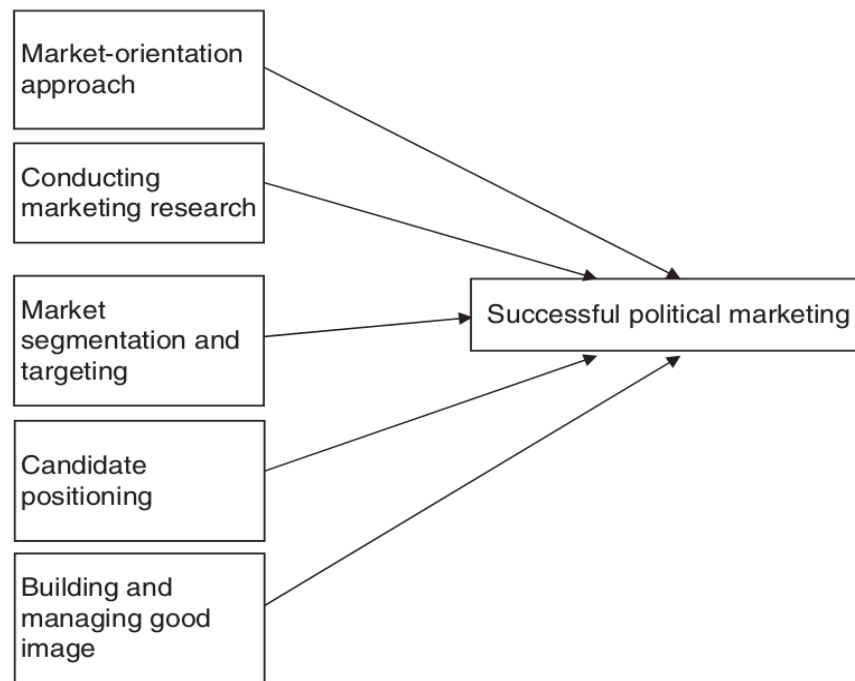 Market-orientation
approach
Conducting
marketing research
Market
segmentation and
targeting
Successful political marketing
Candidate
positioning
Building and
managing good
image